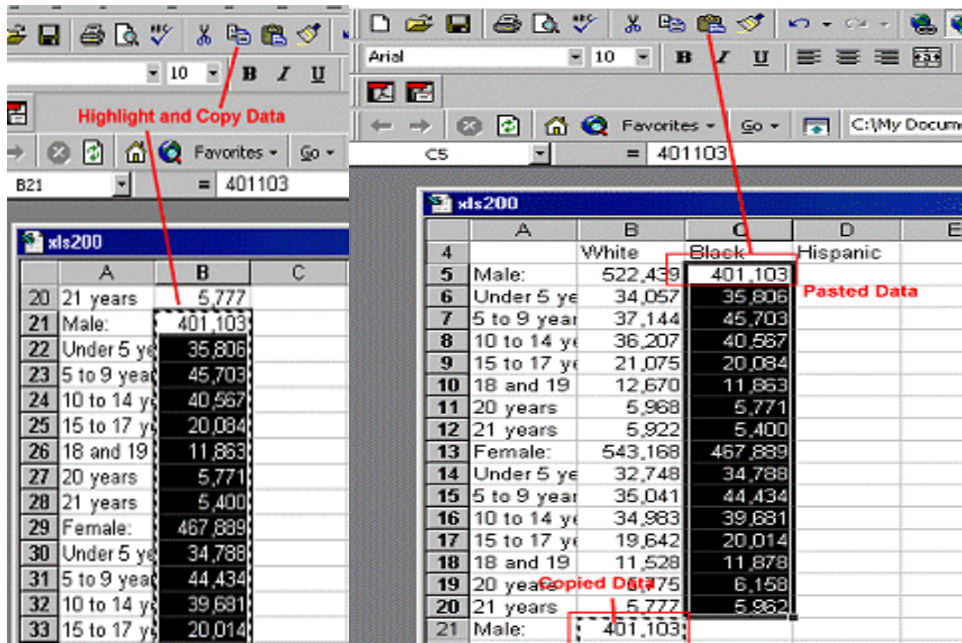 10 B I U
Highlight and Copy Data
Favorites Go
B21 = 401103
xls200
A B C
20 21 years 5,777
21 Male: 401,103
22 Under 5 ye 35,806
23 5 to 9 yea 45,703
24 10 to 14 y 40,567
25 15 to 17 y 20,084
26 18 and 19 11,863
27 20 years 5,771
28 21 years 5,400
29 Female: 467,889
30 Under 5 ye 34,788
31 5 to 9 yea 44,434
32 10 to 14 y 39,681
33 15 to 17 y 20,014
Arial 10 B I U
Favorites Go C:\My Docum
C5 = 401103
xls200
A B C D E
4 White Black Hispanic
5 Male: 522,439 401,103
Pasted Data
6 Under 5 ye 34,057 35,806
7 5 to 9 year 37,144 45,703
8 10 to 14 ye 36,207 40,567
9 15 to 17 ye 21,075 20,084
10 18 and 19 12,670 11,863
11 20 years 5,968 5,771
12 21 years 5,922 5,400
13 Female: 543,168 467,889
14 Under 5 ye 32,748 34,788
15 5 to 9 year 35,041 44,434
16 10 to 14 ye 34,983 39,681
17 15 to 17 ye 19,642 20,014
18 18 and 19 11,528 11,878
19 20 years 6,158
Copied Data
20 21 years 5,777 5,962
21 Male: 401,103